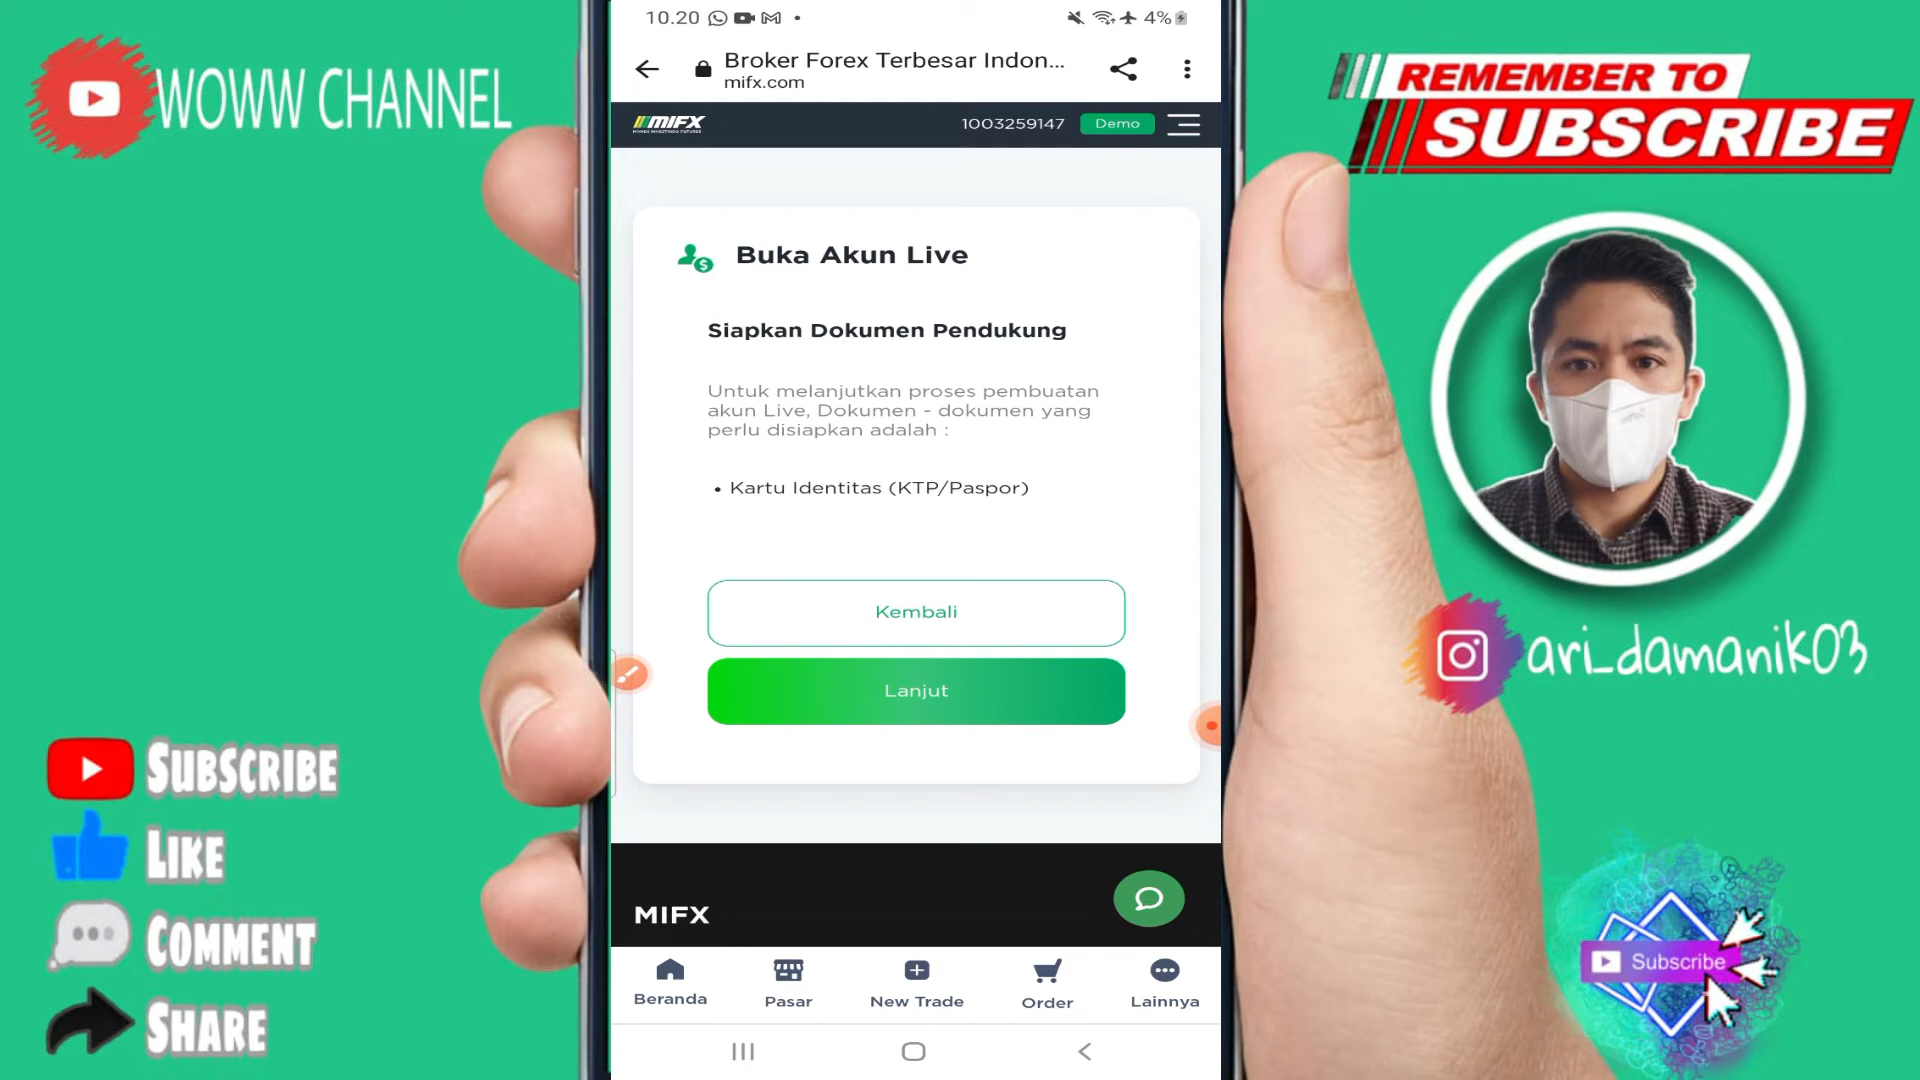 WOWW CHANNEL
10.20
4%
Broker Forex Terbesar Indon...
mifx.com
MIFX
1003259147
Demo
Buka Akun Live
Siapkan Dokumen Pendukung
Untuk melanjutkan proses pembuatan
akun Live, Dokumen - dokumen yang
perlu disiapkan adalah :
• Kartu Identitas (KTP/Paspor)
Kembali
Lanjut
MIFX
Beranda
Pasar
New Trade
Order
Lainnya
REMEMBER TO
SUBSCRIBE
ari_damanik03
SUBSCRIBE
LIKE
COMMENT
SHARE
Subscribe